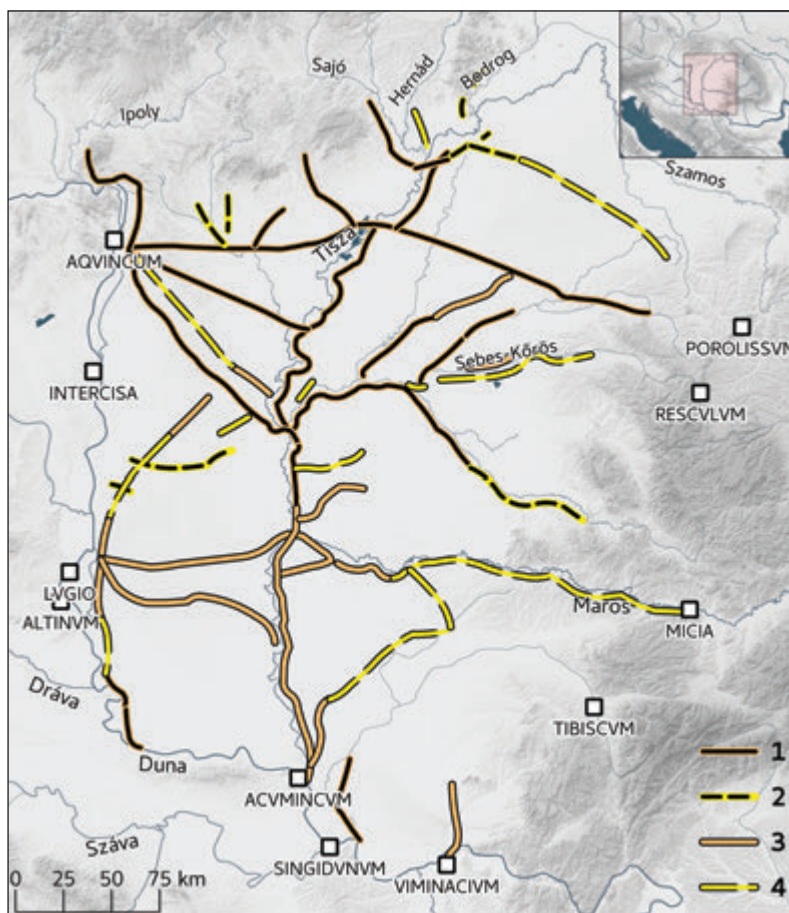 Sajó
Hernád
Bodrog
Ipoly
Szamos
Tisza
AQVINCUM
POROLISSVM
Sebes-Kőrös
INTERCISA
RESCVLVM
LVGIO
ALTINVM
Maros
MICIA
Dráva
TIBISCVM
1
Duna
2
ACVMINCVM
3
Száva
SINGIDVNVM
VIMINACIVM
4
0 25 50 75 km